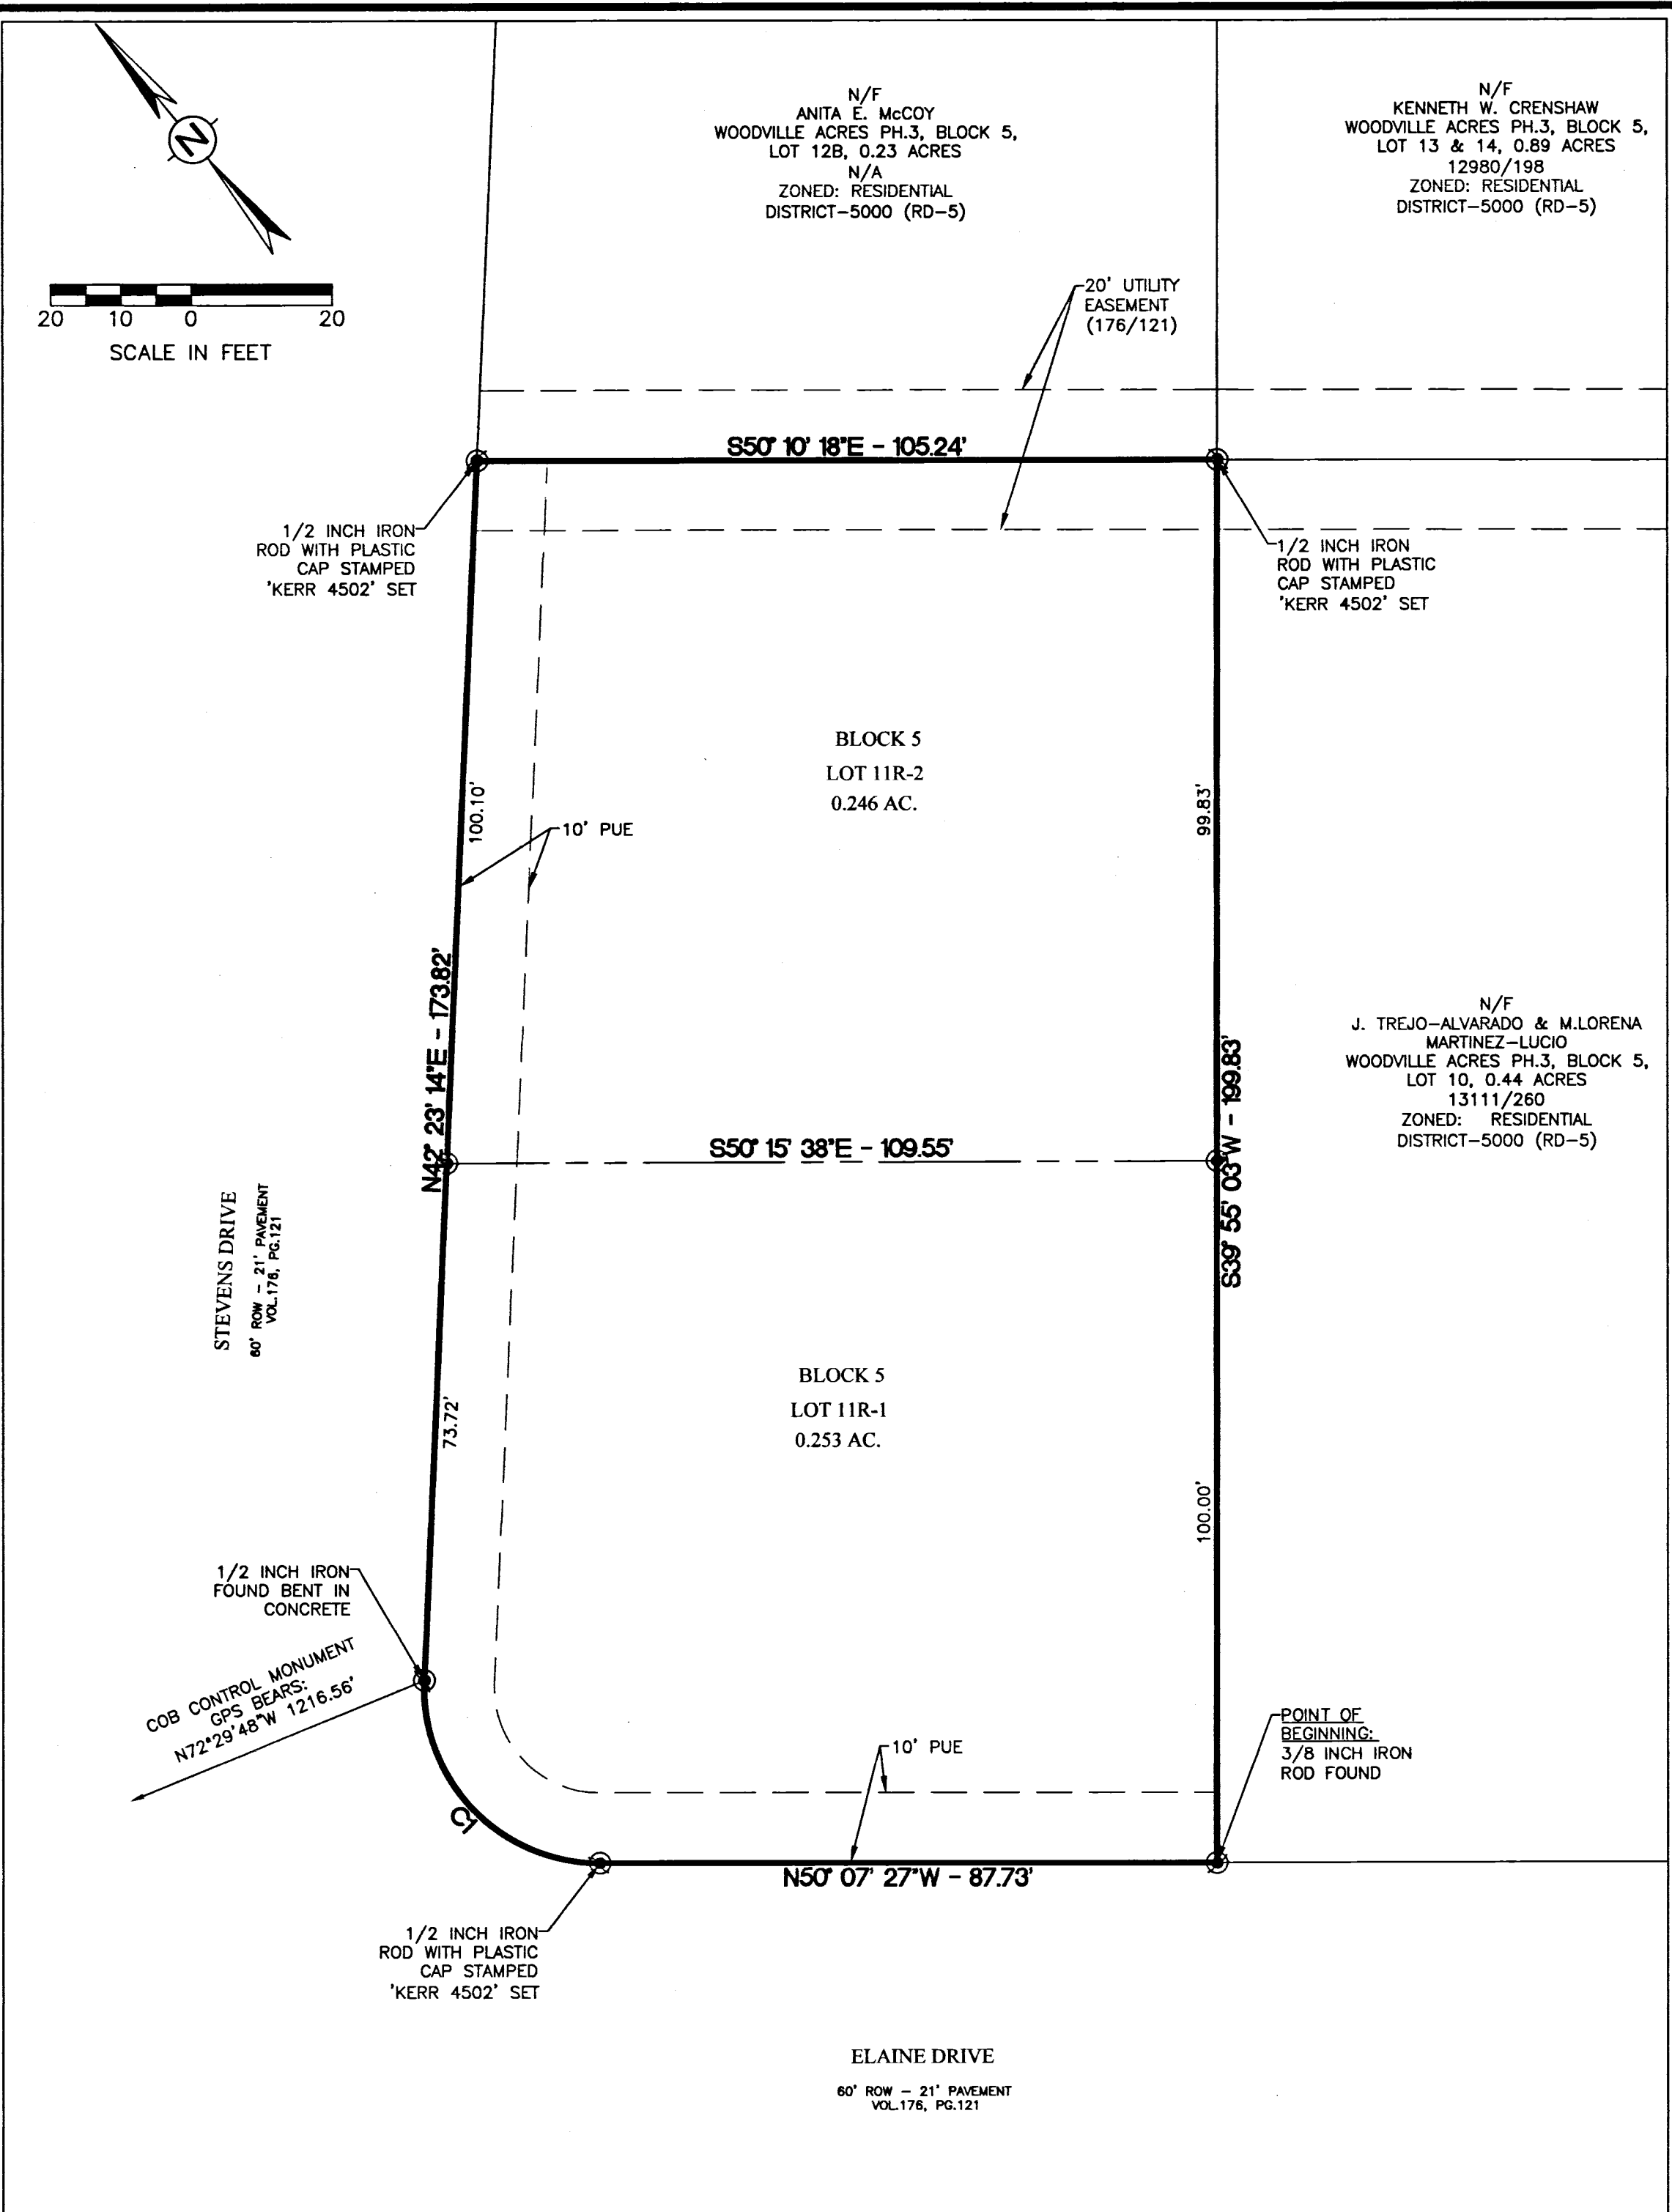 N
20 10 0 20
SCALE IN FEET
N/F
ANITA E. McCOY
WOODVILLE ACRES PH.3, BLOCK 5,
LOT 12B, 0.23 ACRES
N/A
ZONED: RESIDENTIAL
DISTRICT-5000 (RD-5)
N/F
KENNETH W. CRENSHAW
WOODVILLE ACRES PH.3, BLOCK 5,
LOT 13 & 14, 0.89 ACRES
12980/198
ZONED: RESIDENTIAL
DISTRICT-5000 (RD-5)
20' UTILITY
EASEMENT
(176/121)
S50° 10' 18"E - 105.24'
1/2 INCH IRON
ROD WITH PLASTIC
CAP STAMPED
'KERR 4502' SET
1/2 INCH IRON
ROD WITH PLASTIC
CAP STAMPED
'KERR 4502' SET
BLOCK 5
LOT 11R-2
0.246 AC.
100.10'
99.83'
10' PUE
N42° 23' 14"E - 173.82'
S39° 55' 03"W - 199.83'
N/F
J. TREJO-ALVARADO & M.LORENA
MARTINEZ-LUCIO
WOODVILLE ACRES PH.3, BLOCK 5,
LOT 10, 0.44 ACRES
13111/260
ZONED: RESIDENTIAL
DISTRICT-5000 (RD-5)
S50° 15' 38"E - 109.55'
STEVENS DRIVE
60' ROW - 21' PAVEMENT
VOL.176, PG.121
BLOCK 5
LOT 11R-1
0.253 AC.
73.72'
100.00'
1/2 INCH IRON
FOUND BENT IN
CONCRETE
COB CONTROL MONUMENT
GPS BEARS:
N72°29'48"W 1216.56'
POINT OF
BEGINNING:
3/8 INCH IRON
ROD FOUND
10' PUE
C1
N50° 07' 27"W - 87.73'
1/2 INCH IRON
ROD WITH PLASTIC
CAP STAMPED
'KERR 4502' SET
ELAINE DRIVE
60' ROW - 21' PAVEMENT
VOL.176, PG.121